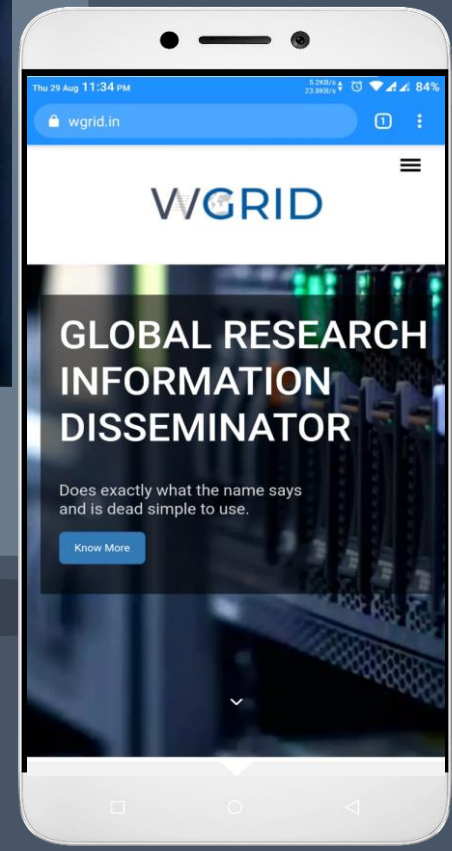 Thu 29 Aug 11:34 PM
5.2KB/s
23.8KB/s
84%
wgrid.in
1
WGRID
GLOBAL RESEARCH
INFORMATION
DISSEMINATOR
Does exactly what the name says
and is dead simple to use.
Know More